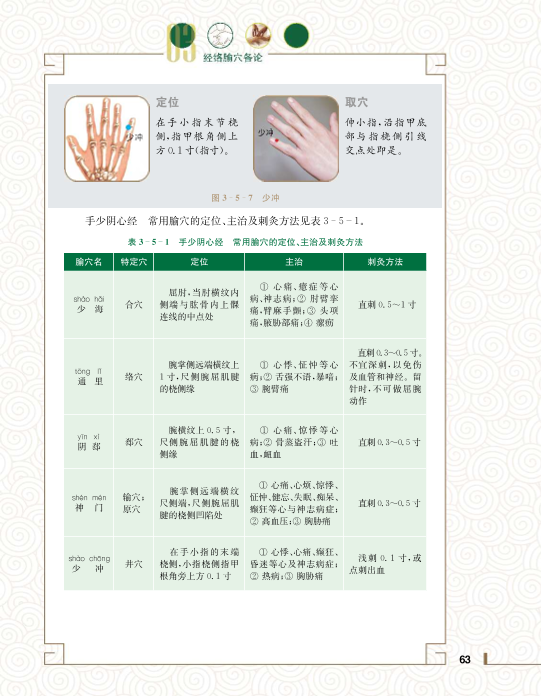 03
经络腧穴各论
定位
在手小指末节桡
侧,指甲根角侧上
方0.1寸(指寸)。
少冲
取穴
伸小指,沿指甲底
部与指桡侧引线
交点处即是。
少冲
图3-5-7 少冲
手少阴心经 常用腧穴的定位、主治及刺灸方法见表3-5-1。
表3-5-1 手少阴心经 常用腧穴的定位、主治及刺灸方法
腧穴名 特定穴 定位 主治 刺灸方法
shào hǎi
少 海
合穴
屈肘,当肘横纹内
侧端与肱骨内上髁
连线的中点处
① 心痛、癔症等心
病、神志病;② 肘臂挛
痛,臂麻手颤;③ 头项
痛,腋胁部痛;④ 瘰疬
直刺0.5~1寸
tōng lǐ
通 里
络穴
腕掌侧远端横纹上
1寸,尺侧腕屈肌腱
的桡侧缘
① 心悸、怔忡等心
病;② 舌强不语,暴喑;
③ 腕臂痛
直刺0.3~0.5寸。
不宜深刺,以免伤
及血管和神经。留
针时,不可做屈腕
动作
yīn xì
阴 郄
郄穴
腕横纹上0.5寸,
尺侧腕屈肌腱的桡
侧缘
① 心痛、惊悸等心
病;② 骨蒸盗汗;③ 吐
血,衄血
直刺0.3~0.5寸
shén mén
神 门
输穴;
原穴
腕掌侧远端横纹
尺侧端,尺侧腕屈肌
腱的桡侧凹陷处
① 心痛、心烦、惊悸、
怔忡、健忘、失眠、痴呆、
癫狂等心与神志病症;
② 高血压;③ 胸胁痛
直刺0.3~0.5寸
shào chōng
少 冲
井穴
在手小指的末端
桡侧,小指桡侧指甲
根角旁上方0.1寸
① 心悸、心痛、癫狂、
昏迷等心及神志病症;
② 热病;③ 胸胁痛
浅刺0.1寸,或
点刺出血
63